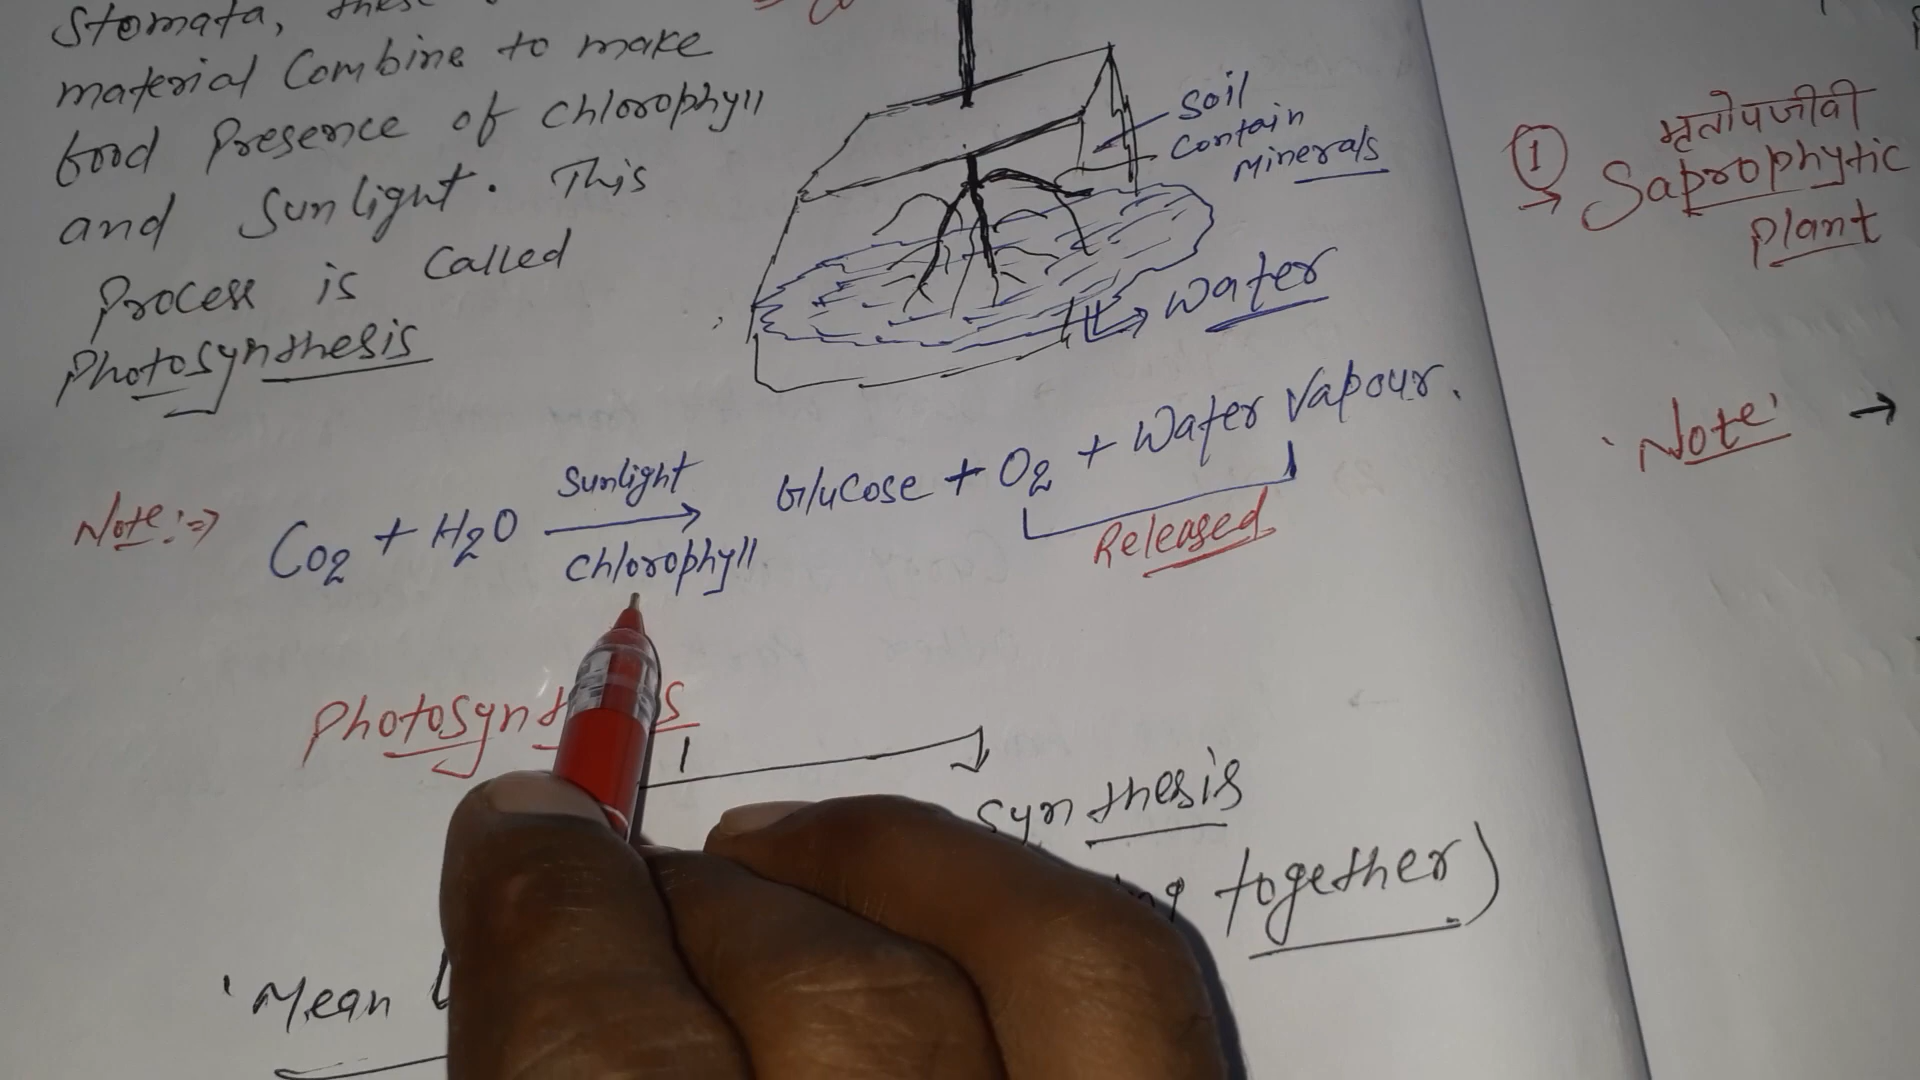 Stomata, these
material Combine to make
food Presence of Chlorophyll
and Sunlight. This
Process is Called
Photosynthesis
Soil
Contain
Minerals
Water
Note:⇒ Co2 + H2O Sunlight → Chlorophyll Glucose + O2 + Water Vapour.
Released
Photosynthesis
Synthesis
together)
Mean
① मृतोपजीवी
→ Saprophytic
Plant
'Note' →